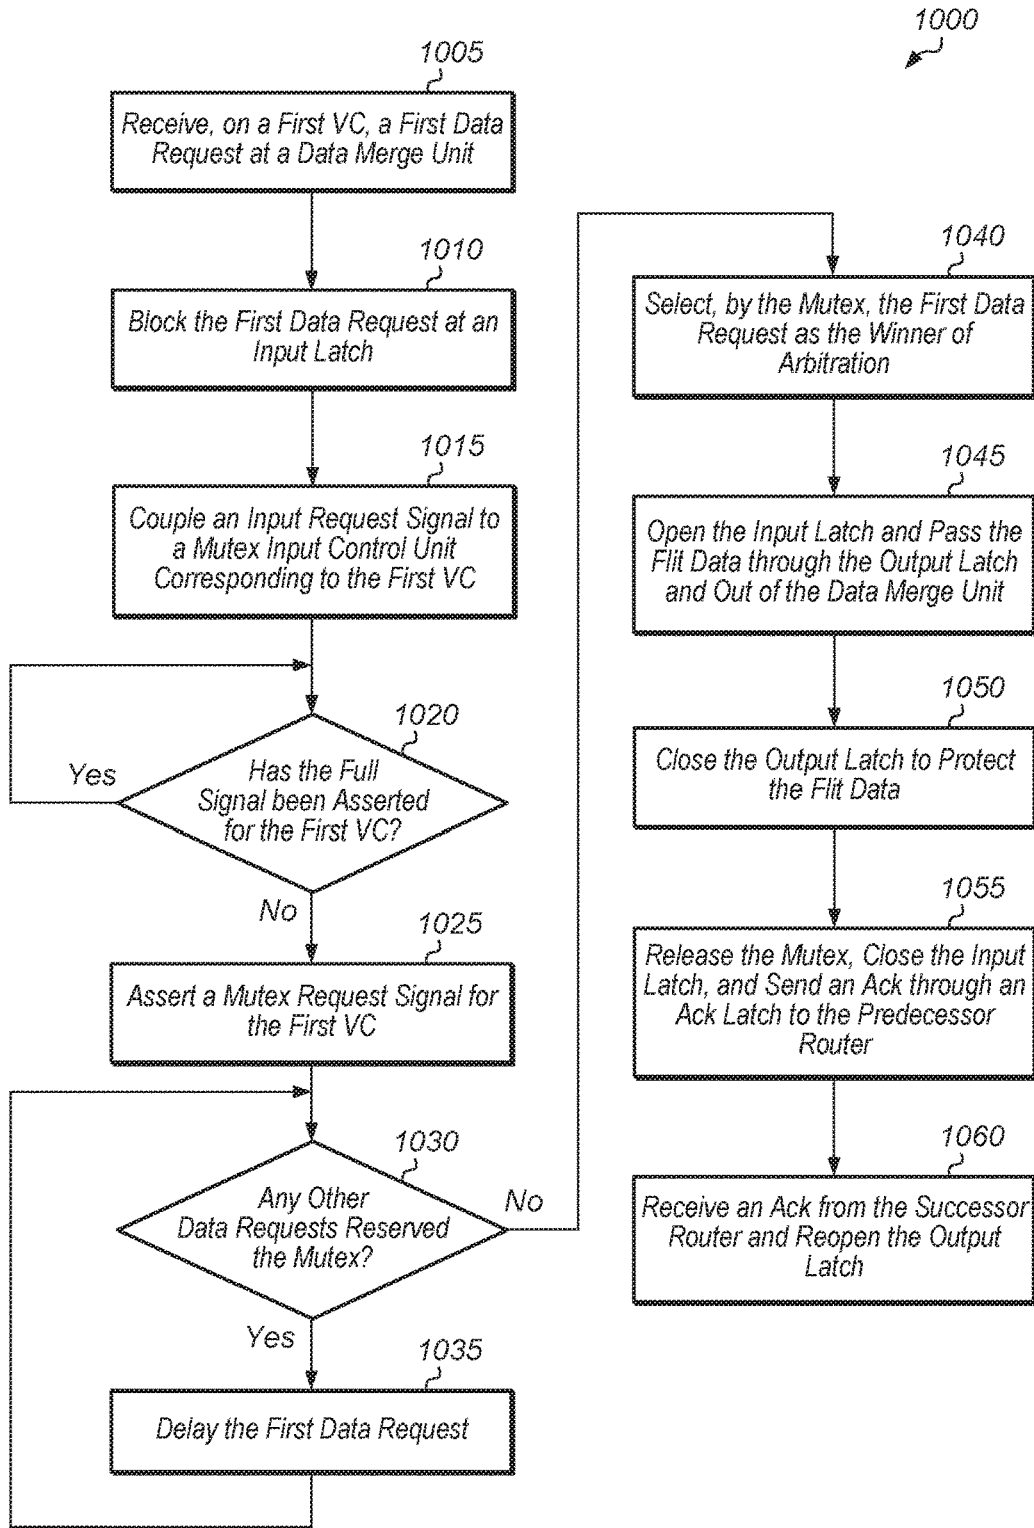 1000
1005
Receive, on a First VC, a First Data
Request at a Data Merge Unit
1010
Block the First Data Request at an
Input Latch
1015
Couple an Input Request Signal to
a Mutex Input Control Unit
Corresponding to the First VC
1020
Yes
Has the Full
Signal been Asserted
for the First VC?
No
1025
Assert a Mutex Request Signal for
the First VC
1030
Any Other
Data Requests Reserved
the Mutex?
No
Yes
1035
Delay the First Data Request
1040
Select, by the Mutex, the First Data
Request as the Winner of
Arbitration
1045
Open the Input Latch and Pass the
Flit Data through the Output Latch
and Out of the Data Merge Unit
1050
Close the Output Latch to Protect
the Flit Data
1055
Release the Mutex, Close the Input
Latch, and Send an Ack through an
Ack Latch to the Predecessor
Router
1060
Receive an Ack from the Successor
Router and Reopen the Output
Latch